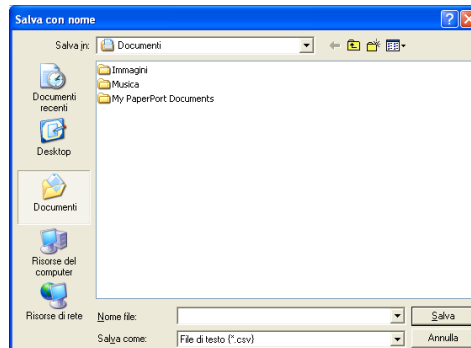 Salva con nome
Salva in: Documenti
Immagini
Musica
My PaperPort Documents
Documenti
recenti
Desktop
Documenti
Risorse del
computer
Risorse di rete
Nome file: Salva
Salva come: File di testo (*.csv) Annulla